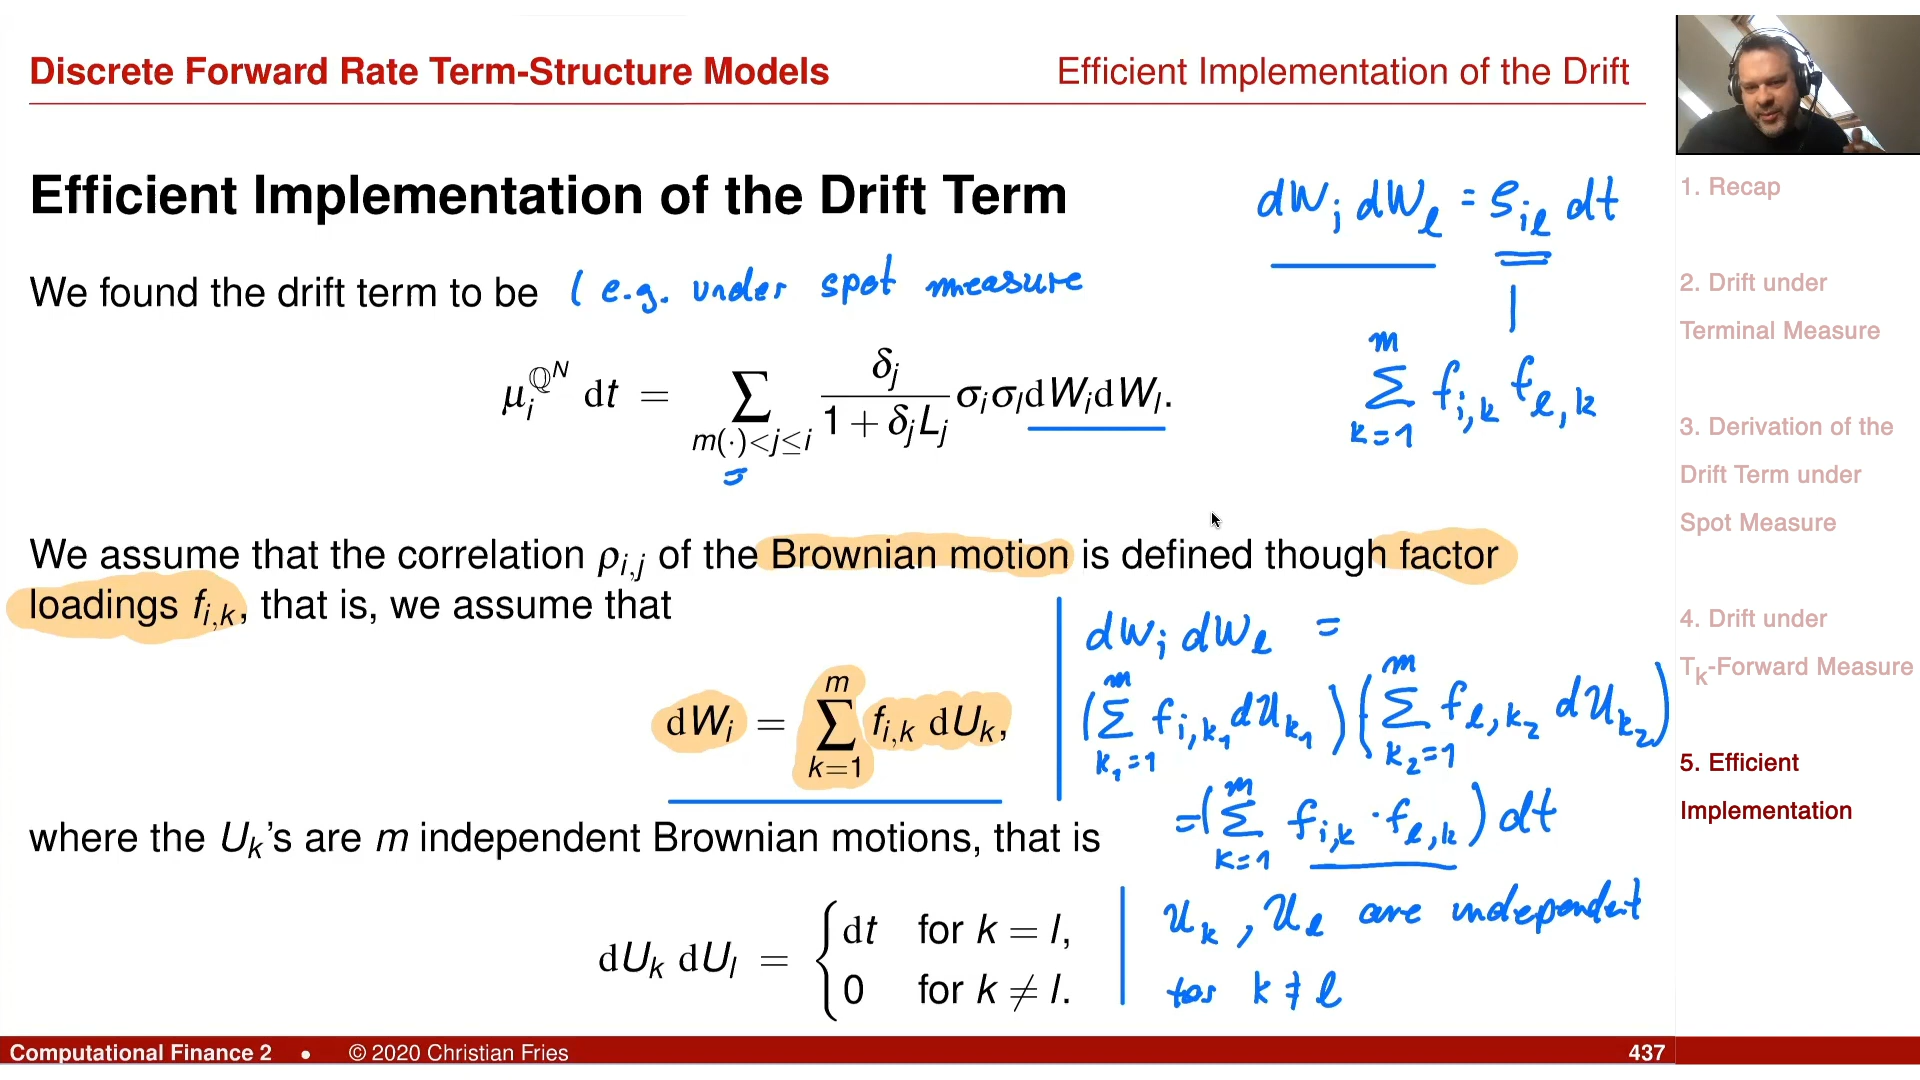 Discrete Forward Rate Term-Structure Models
Efficient Implementation of the Drift
Efficient Implementation of the Drift Term
dW_i dW_l = ρ_{il} dt
We found the drift term to be ( e.g. under spot measure
Σ_{k=1}^{m} f_{i,k} f_{l,k}
μ_i^{ℚ^N} dt = Σ_{m(·)<j≤i} δ_j / (1 + δ_j L_j) σ_i σ_l dW_i dW_l.
We assume that the correlation ρ_{i,j} of the Brownian motion is defined though factor
loadings f_{i,k}, that is, we assume that
dW_i = Σ_{k=1}^{m} f_{i,k} dU_k,
dW_i dW_l =
(Σ_{k_1=1}^{m} f_{i,k_1} dU_{k_1}) (Σ_{k_2=1}^{m} f_{l,k_2} dU_{k_2})
= (Σ_{k=1}^{m} f_{i,k} · f_{l,k}) dt
where the U_k's are m independent Brownian motions, that is
dU_k dU_l = { dt for k = l,
0 for k ≠ l.
U_k, U_l are independent
for k ≠ l
1. Recap
2. Drift under
Terminal Measure
3. Derivation of the
Drift Term under
Spot Measure
4. Drift under
T_k-Forward Measure
5. Efficient
Implementation
Computational Finance 2 • © 2020 Christian Fries
437